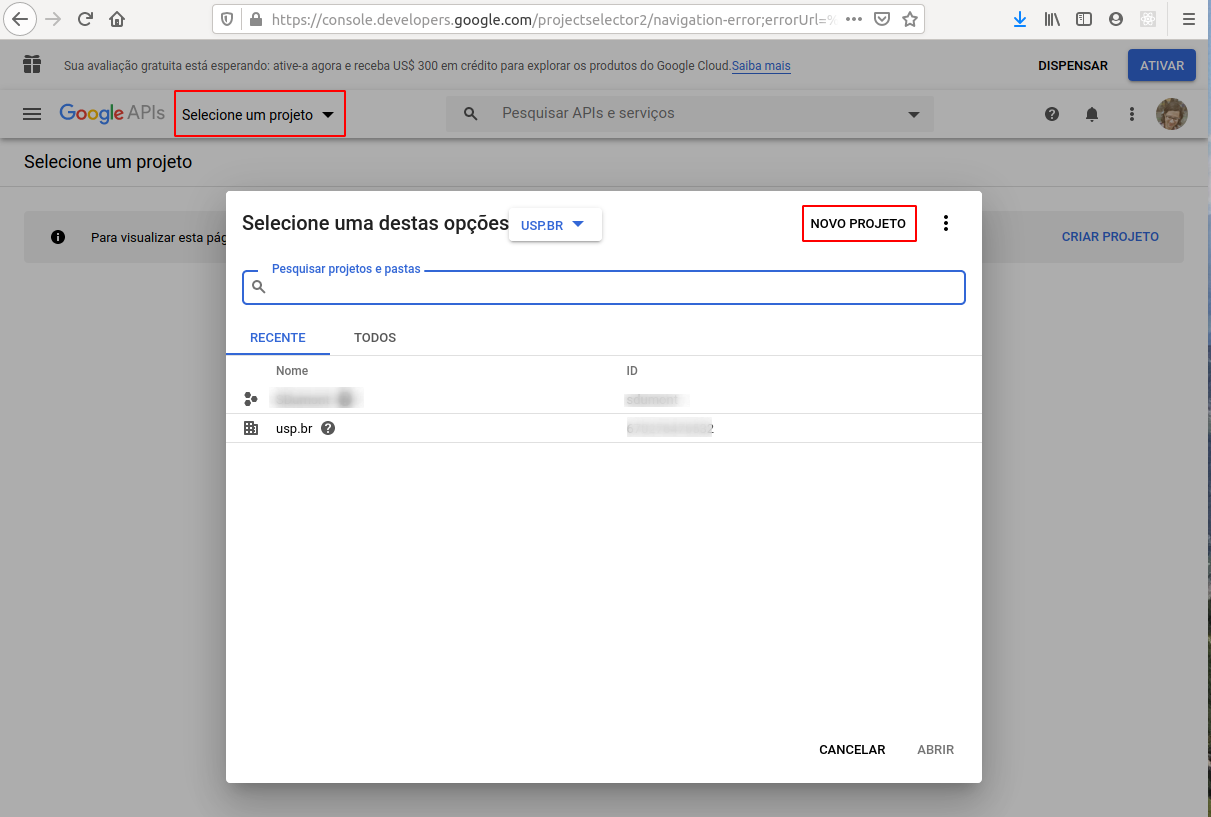 https://console.developers.google.com/projectselector2/navigation-error;errorUrl=%
Sua avaliação gratuita está esperando: ative-a agora e receba US$ 300 em crédito para explorar os produtos do Google Cloud.Saiba mais
DISPENSAR
ATIVAR
Google APIs
Selecione um projeto
Pesquisar APIs e serviços
Selecione um projeto
Para visualizar esta pág
CRIAR PROJETO
Selecione uma destas opções
USP.BR
NOVO PROJETO
Pesquisar projetos e pastas
RECENTE
TODOS
Nome
ID
usp.br
CANCELAR
ABRIR